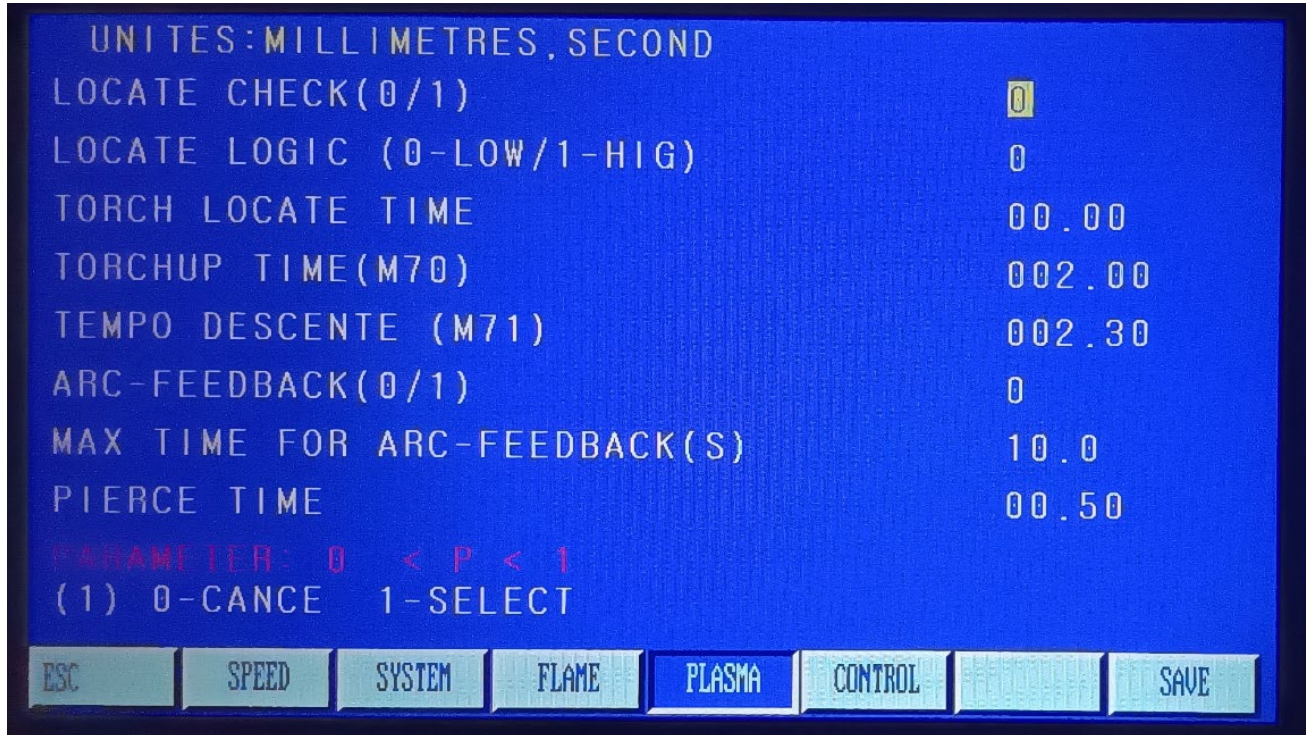 UNITES:MILLIMETRES,SECOND
LOCATE CHECK(0/1) 0
LOCATE LOGIC (0-LOW/1-HIG) 0
TORCH LOCATE TIME 00.00
TORCHUP TIME(M70) 002.00
TEMPO DESCENTE (M71) 002.30
ARC-FEEDBACK(0/1) 0
MAX TIME FOR ARC-FEEDBACK(S) 10.0
PIERCE TIME 00.50
PARAMETER: 0 < P < 1
(1) 0-CANCE 1-SELECT
ESC SPEED SYSTEM FLAME PLASMA CONTROL SAVE